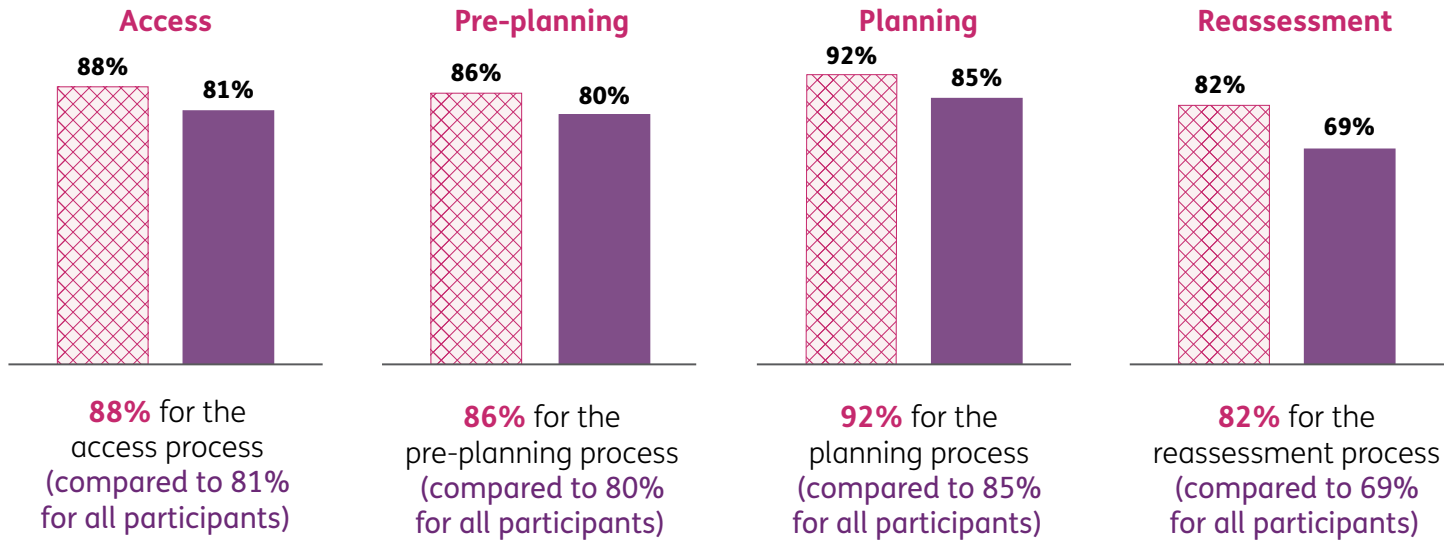 Access
88%
81%
88% for the
access process
(compared to 81%
for all participants)
Pre-planning
86%
80%
86% for the
pre-planning process
(compared to 80%
for all participants)
Planning
92%
85%
92% for the
planning process
(compared to 85%
for all participants)
Reassessment
82%
69%
82% for the
reassessment process
(compared to 69%
for all participants)